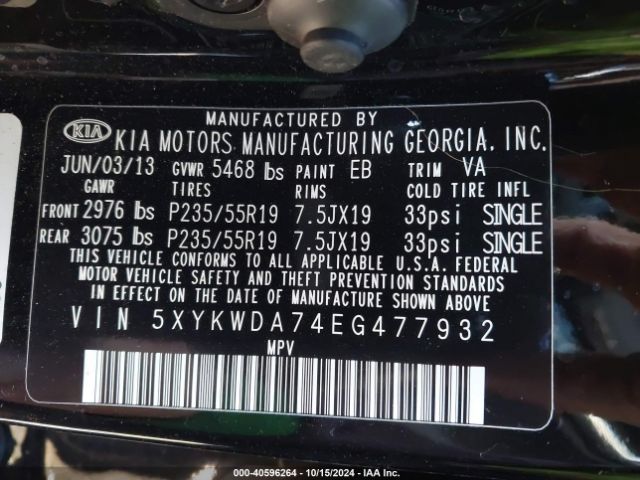 MANUFACTURED BY
KIA KIA MOTORS MANUFACTURING GEORGIA, INC.
JUN/03/13 GVWR 5468 lbs PAINT EB TRIM VA
GAWR TIRES RIMS COLD TIRE INFL
FRONT 2976 lbs P235/55R19 7.5JX19 33psi SINGLE
REAR 3075 lbs P235/55R19 7.5JX19 33psi SINGLE
THIS VEHICLE CONFORMS TO ALL APPLICABLE U.S.A. FEDERAL
MOTOR VEHICLE SAFETY AND THEFT PREVENTION STANDARDS
IN EFFECT ON THE DATE OF MANUFACTURE SHOWN ABOVE
VIN 5XYKWDA74EG477932
MPV
000-40596264 - 10/15/2024 - IAA Inc.